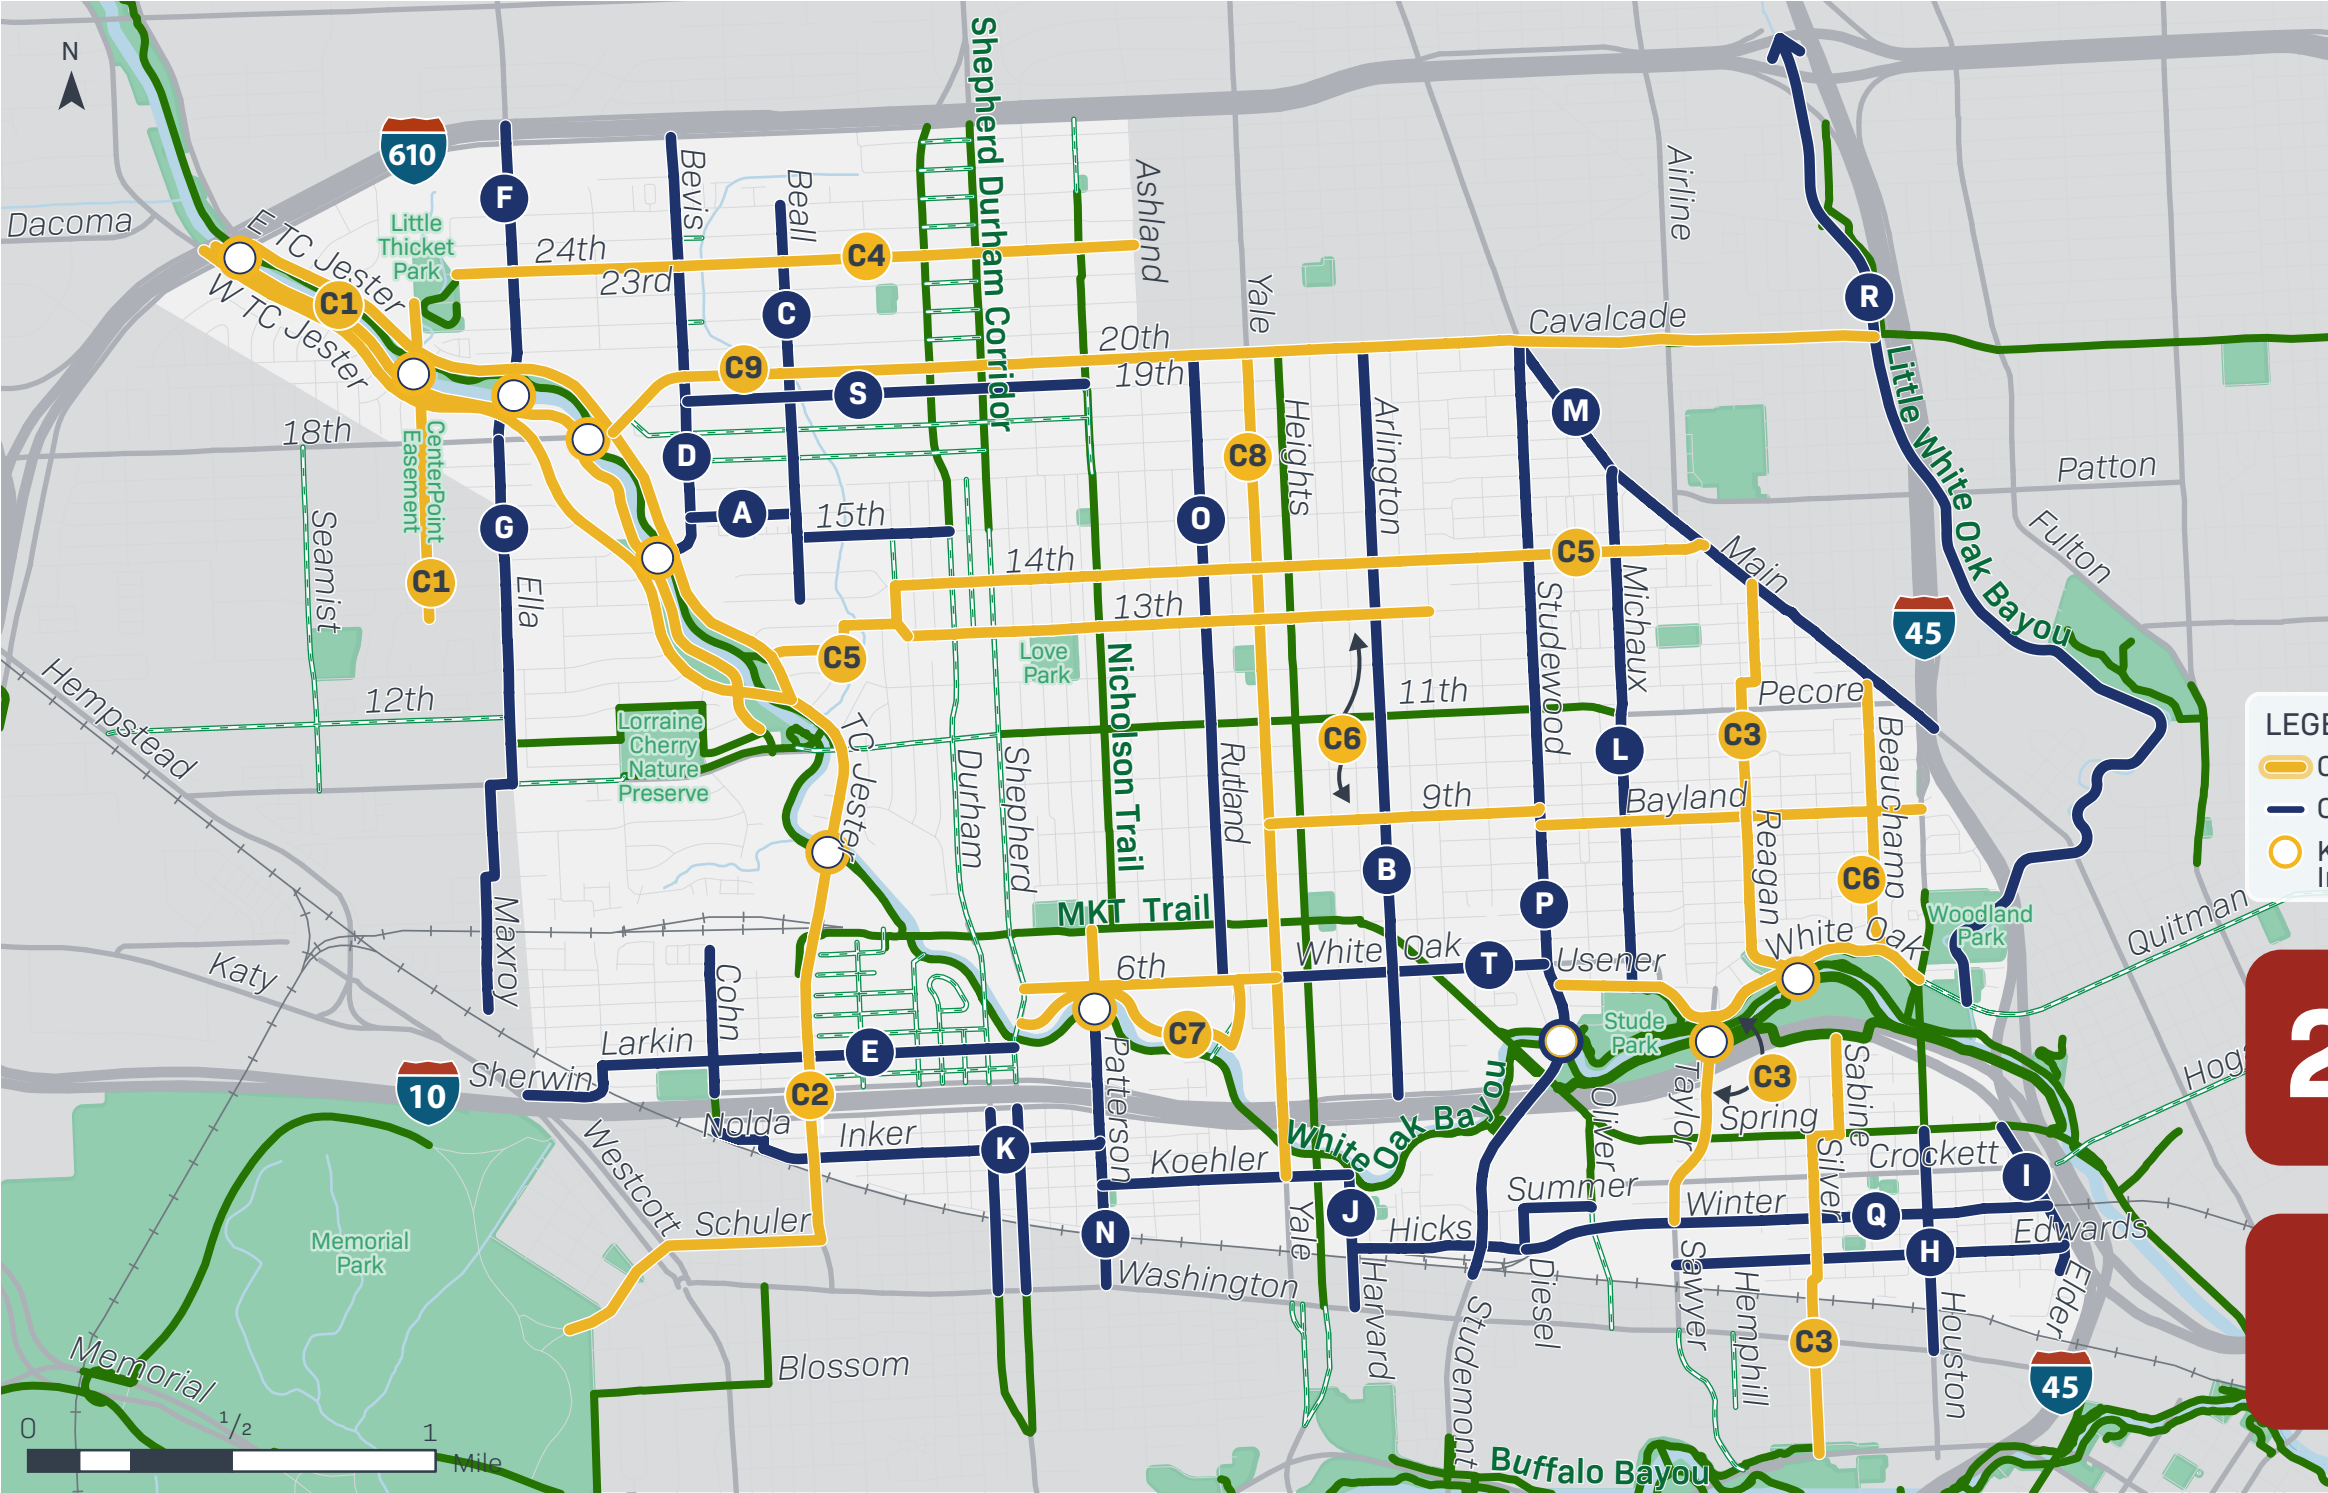 N
610
Dacoma
E TC Jester
W TC Jester
C1
Little
Thicket
Park
F
24th
23rd
Bevis
Beall
C4
C
Shepherd Durham Corridor
Ashland
Yale
Airline
R
Cavalcade
20th
19th
C9
S
18th
CenterPoint
Easement
D
A
15th
C8
Heights
Arlington
M
Little White Oak Bayou
Patton
Fulton
Seamist
G
C1
Ella
O
14th
13th
C5
C5
Main
Michaux
Studewood
45
Hempstead
12th
Lorraine
Cherry
Nature
Preserve
TC Jester
Love
Park
Nicholson Trail
11th
C6
L
C3
Pecore
Beauchamp
Durham
Shepherd
Rutland
9th
Bayland
Reagan
B
P
C6
LEGE
C
C
K
In
Maxroy
MKT Trail
White Oak
T
Usener
White Oak
Woodland
Park
Quitman
Katy
Cohn
6th
C7
Stude
Park
Larkin
E
Sherwin
10
C2
Patterson
Nolda
Inker
K
Koehler
White Oak Bayou
Oliver
Taylor
C3
Spring
Sabine
Silver
Crockett
I
Hoga
2
Westcott
Schuler
Memorial
Park
N
Washington
Yale
J
Hicks
Summer
Winter
Q
H
Edwards
Harvard
Studemont
Diesel
Sawyer
Hemphill
C3
Houston
Elder
45
Blossom
Memorial
Buffalo Bayou
0
1/2
1
Mile